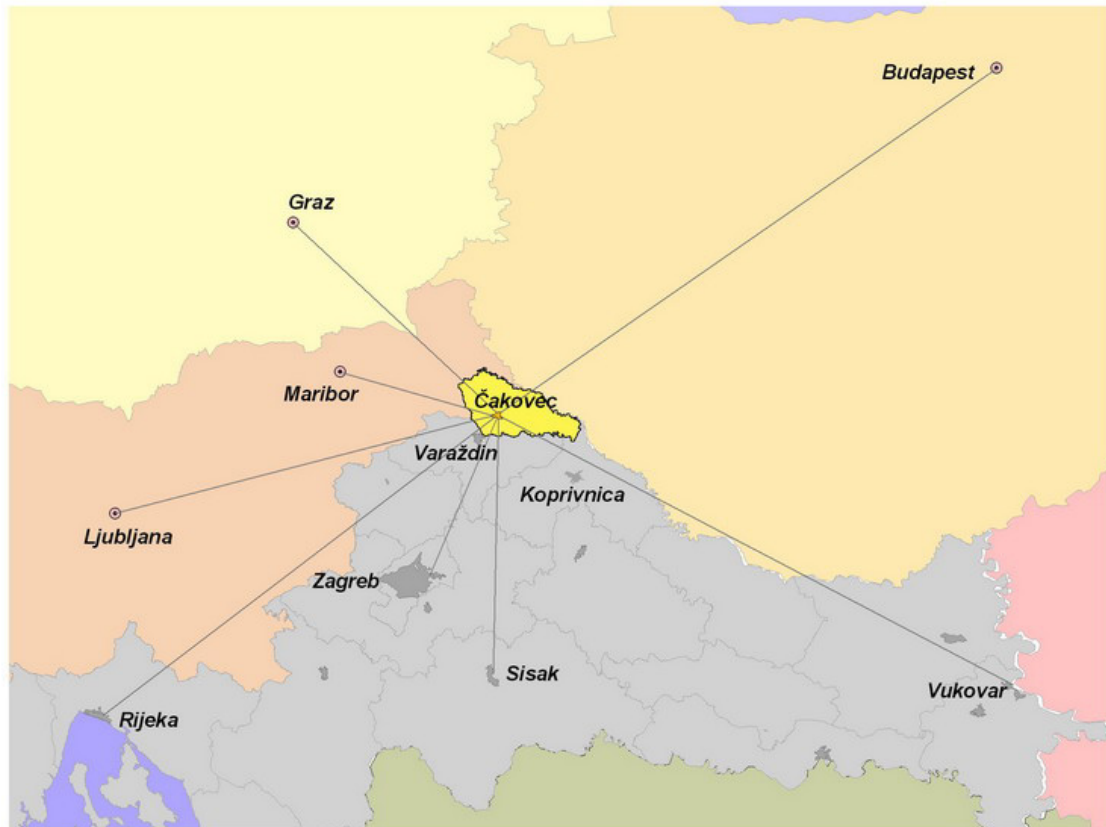 Budapest
Graz
Maribor
Čakovec
Varaždin
Koprivnica
Ljubljana
Zagreb
Sisak
Vukovar
Rijeka